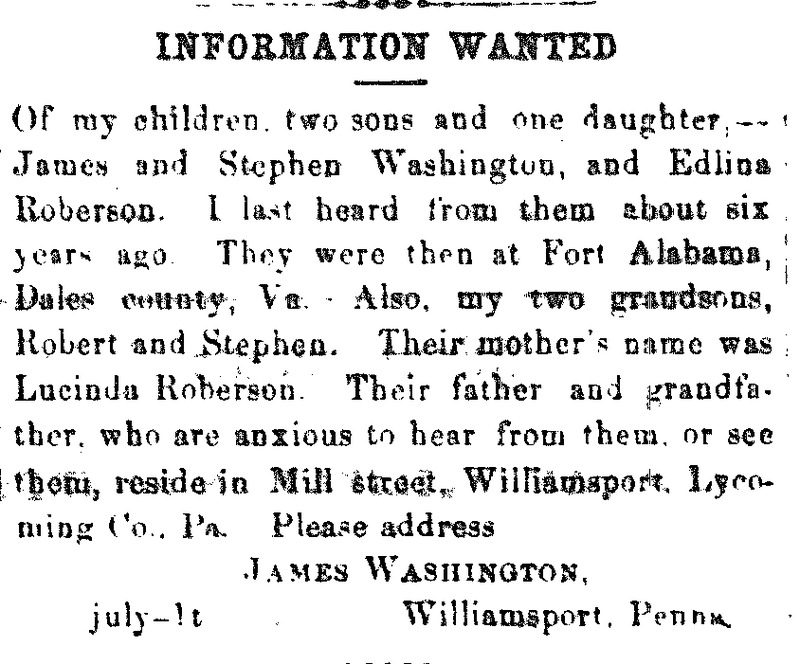 INFORMATION WANTED
Of my children, two sons and one daughter,--
James and Stephen Washington, and Edlina
Roberson. I last heard from them about six
years ago. They were then at Fort Alabama,
Dales county, Va. Also, my two grandsons,
Robert and Stephen. Their mother's name was
Lucinda Roberson. Their father and grandfa-
ther, who are anxious to hear from them, or see
them, reside in Mill street, Williamsport, Lyco-
ming Co., Pa. Please address
JAMES WASHINGTON,
july-1t Williamsport, Penna.